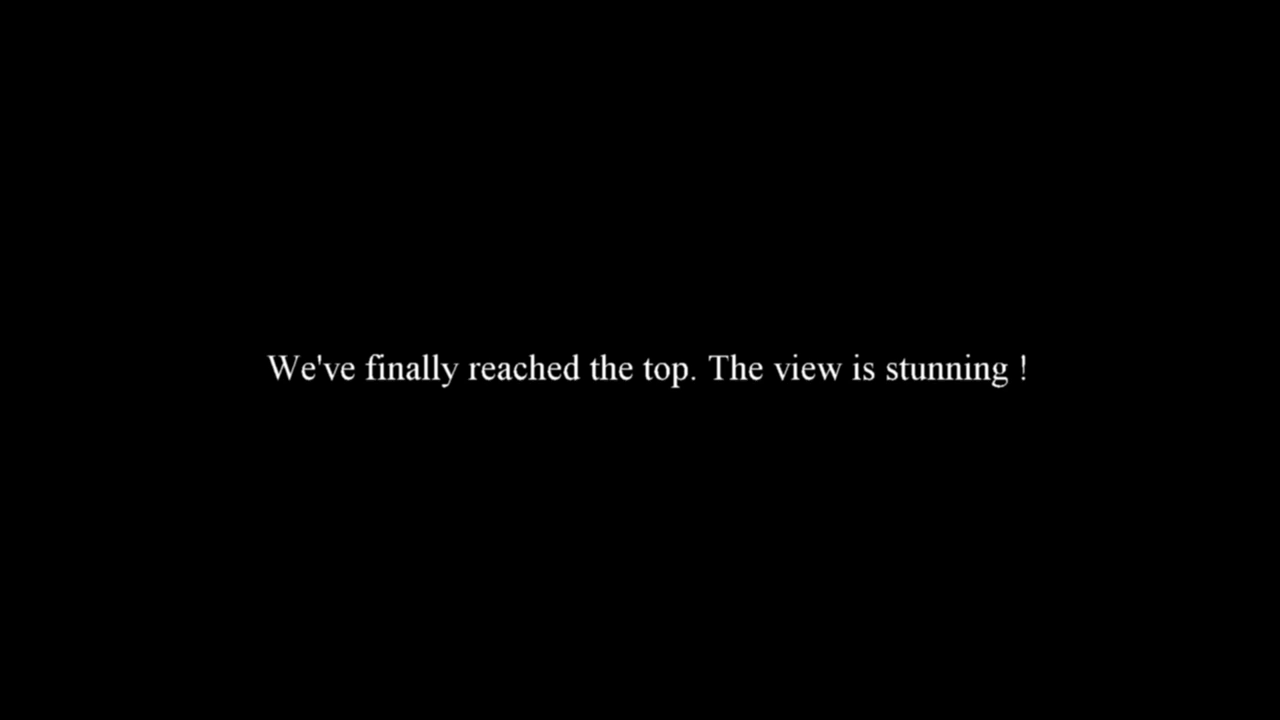 We've finally reached the top. The view is stunning !